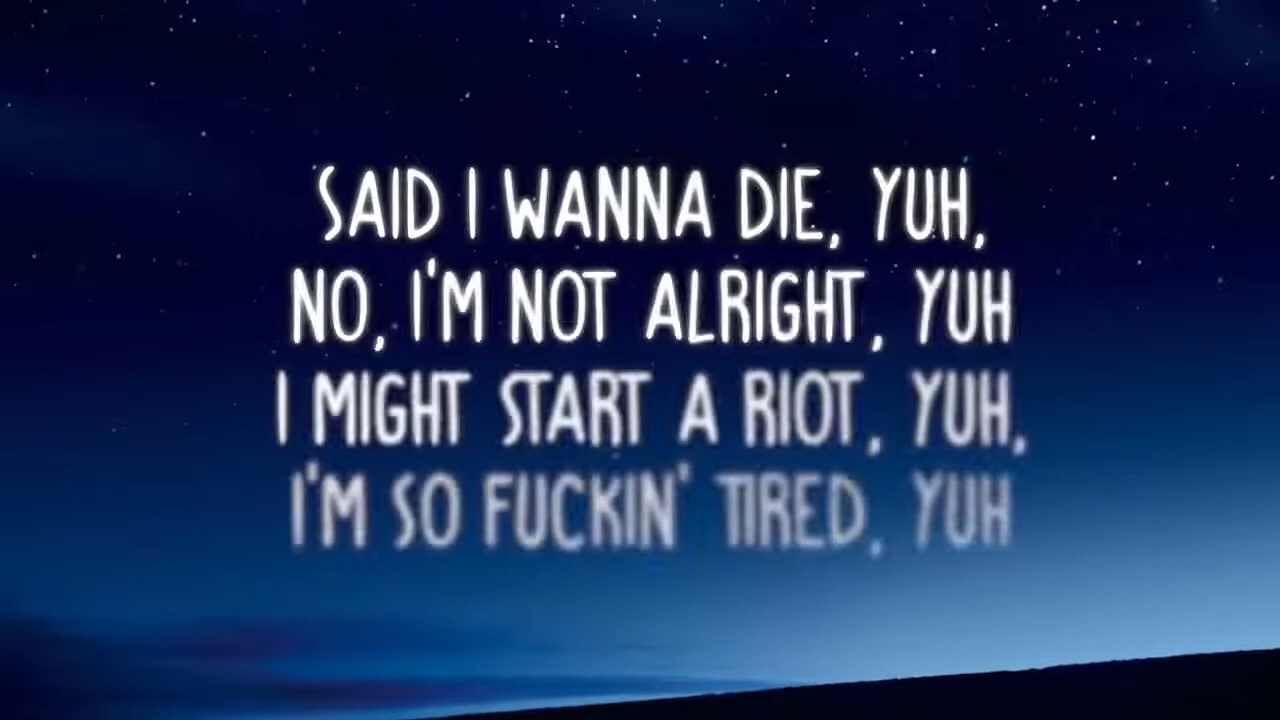 SAID I WANNA DIE, YUH,
NO, I'M NOT ALRIGHT, YUH
I MIGHT START A RIOT, YUH,
I'M SO FUCKIN' TIRED, YUH